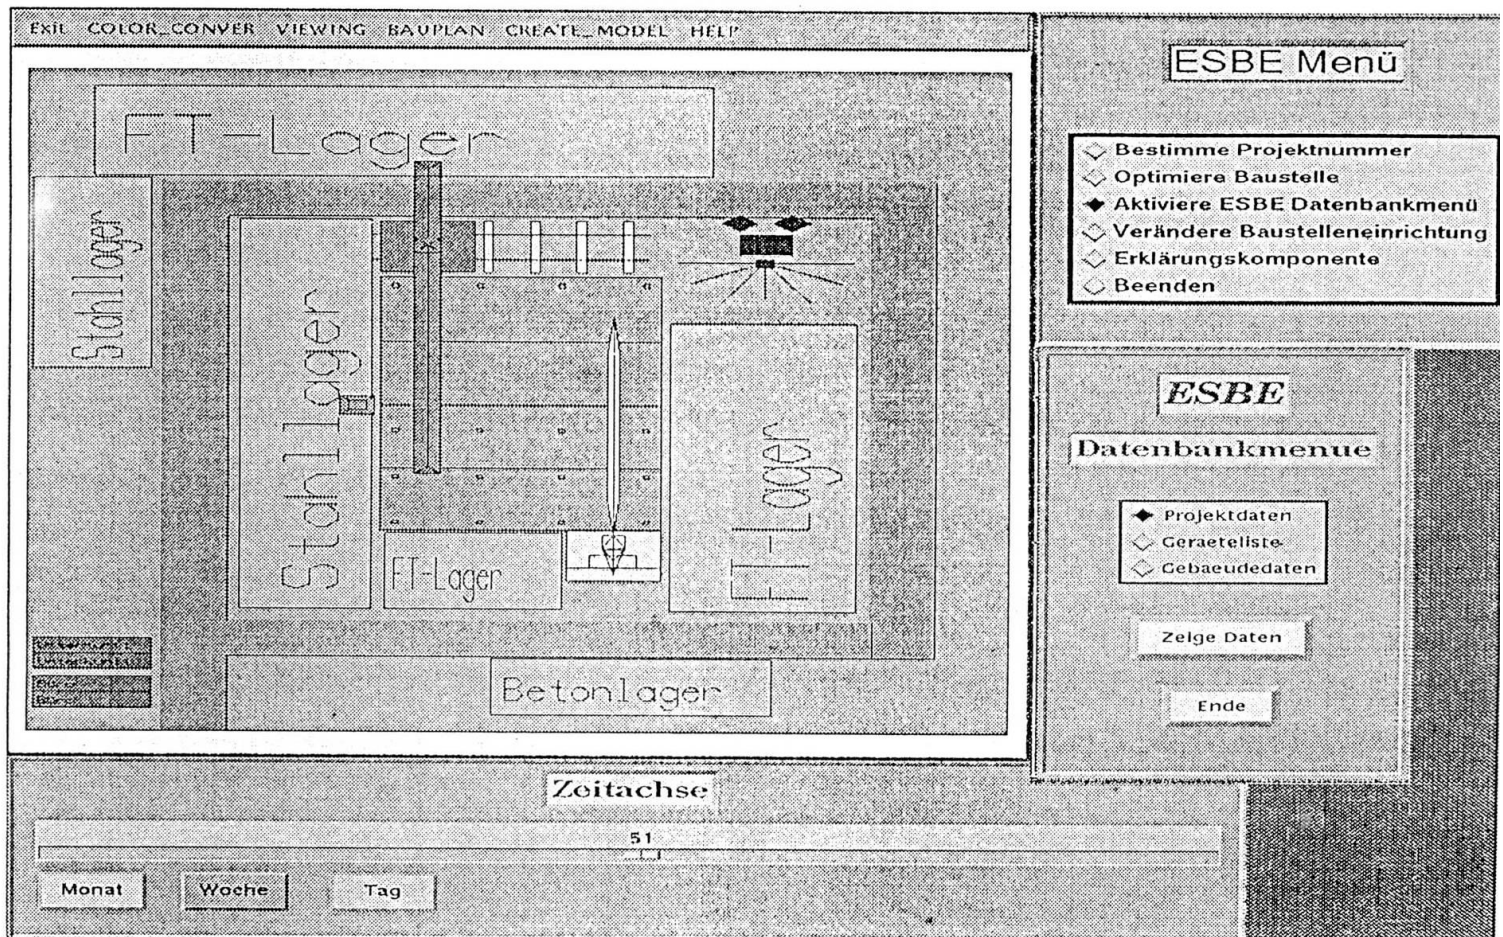 Exit COLOR_CONVER VIEWING BAUPLAN CREATE_MODEL HELP
FT-Lager
Stahllager
Stahllager
FT-Lager
FT-Lager
Betonlager
ESBE Menü
Bestimme Projektnummer
Optimiere Baustelle
Aktiviere ESBE Datenbankmenü
Verändere Baustelleneinrichtung
Erklärungskomponente
Beenden
ESBE
Datenbankmenue
Projektdaten
Geraeteliste
Gebaeudedaten
Zeige Daten
Ende
Zeitachse
51
Monat Woche Tag